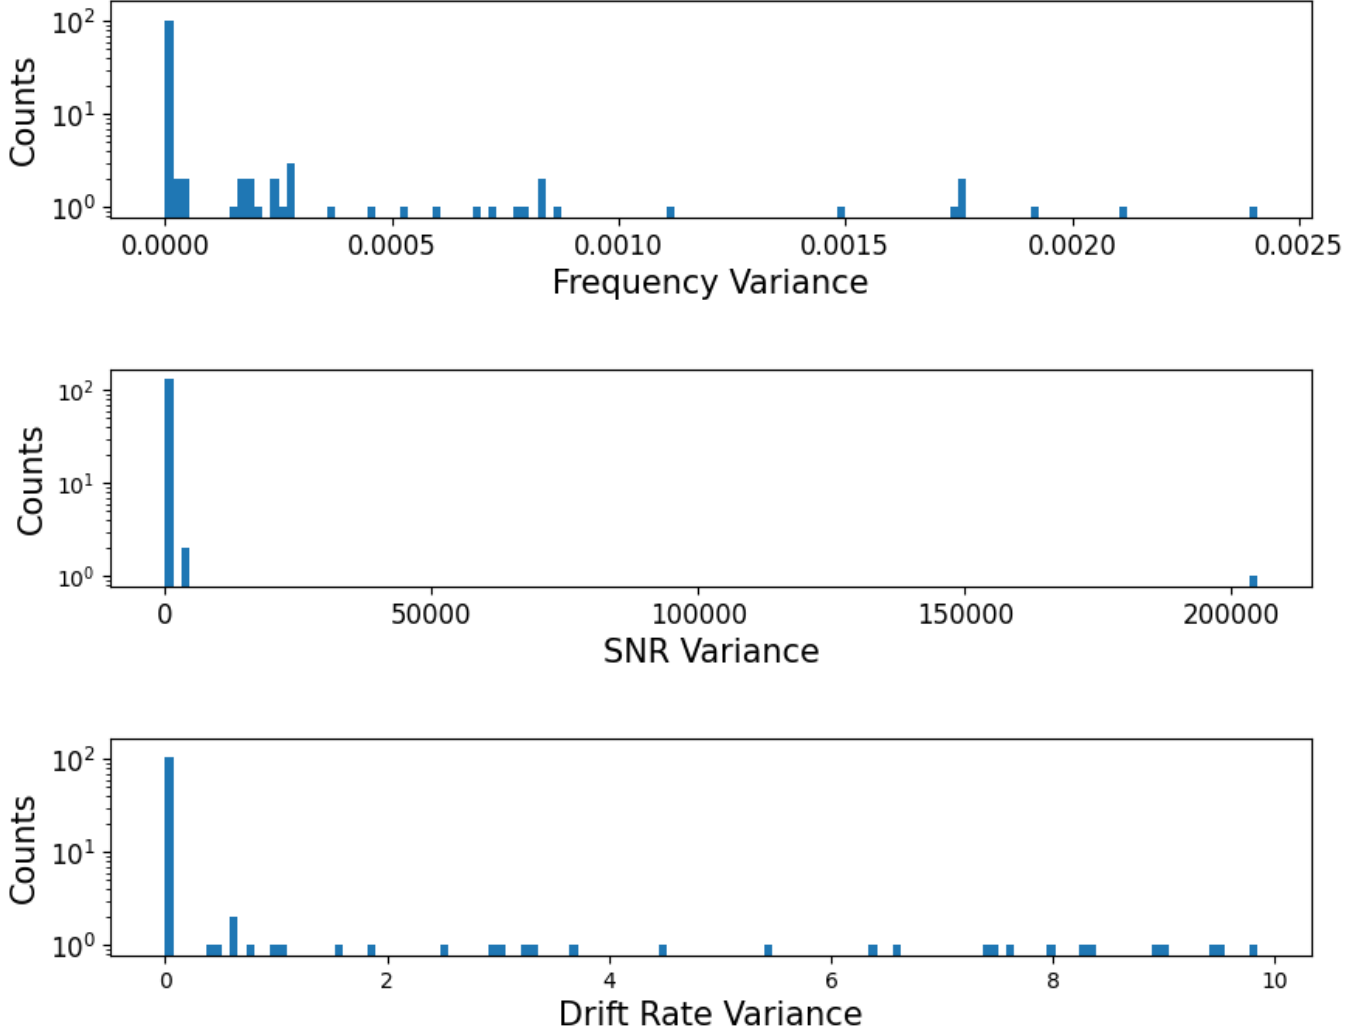 10²
10¹
10⁰
Counts
0.0000 0.0005 0.0010 0.0015 0.0020 0.0025
Frequency Variance
10²
10¹
10⁰
Counts
0 50000 100000 150000 200000
SNR Variance
10²
10¹
10⁰
Counts
0 2 4 6 8 10
Drift Rate Variance